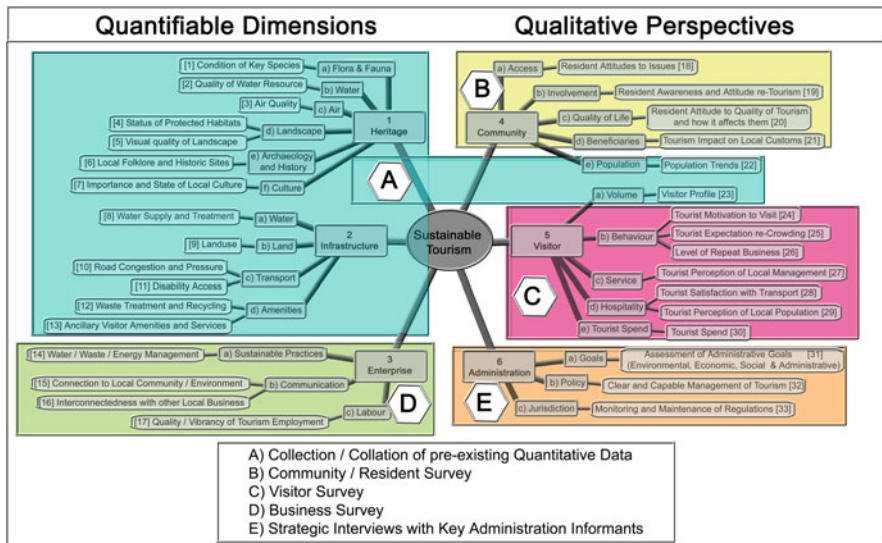 Quantifiable Dimensions
Qualitative Perspectives
[1] Condition of Key Species
a) Flora & Fauna
[2] Quality of Water Resource
b) Water
[3] Air Quality
c) Air
[4] Status of Protected Habitats
d) Landscape
[5] Visual quality of Landscape
[6] Local Folklore and Historic Sites
e) Archaeology
and History
[7] Importance and State of Local Culture
f) Culture
1
Heritage
A
[8] Water Supply and Treatment
a) Water
[9] Landuse
b) Land
[10] Road Congestion and Pressure
c) Transport
[11] Disability Access
[12] Waste Treatment and Recycling
d) Amenities
[13] Ancillary Visitor Amenities and Services
2
Infrastructure
[14] Water / Waste / Energy Management
a) Sustainable Practices
[15] Connection to Local Community / Environment
b) Communication
[16] Interconnectedness with other Local Business
[17] Quality / Vibrancy of Tourism Employment
c) Labour
3
Enterprise
D
Sustainable
Tourism
B
4
Community
a) Access
Resident Attitudes to Issues [18]
b) Involvement
Resident Awareness and Attitude re-Tourism [19]
c) Quality of Life
Resident Attitude to Quality of Tourism
and how it affects them [20]
d) Beneficiaries
Tourism Impact on Local Customs [21]
e) Population
Population Trends [22]
5
Visitor
C
a) Volume
Visitor Profile [23]
b) Behaviour
Tourist Motivation to Visit [24]
Tourist Expectation re-Crowding [25]
Level of Repeat Business [26]
c) Service
Tourist Perception of Local Management [27]
d) Hospitality
Tourist Satisfaction with Transport [28]
Tourist Perception of Local Population [29]
e) Tourist Spend
Tourist Spend [30]
6
Administration
E
a) Goals
Assessment of Administrative Goals [31]
(Environmental, Economic, Social & Administrative)
b) Policy
Clear and Capable Management of Tourism [32]
c) Jurisdiction
Monitoring and Maintenance of Regulations [33]
A) Collection / Collation of pre-existing Quantitative Data
B) Community / Resident Survey
C) Visitor Survey
D) Business Survey
E) Strategic Interviews with Key Administration Informants